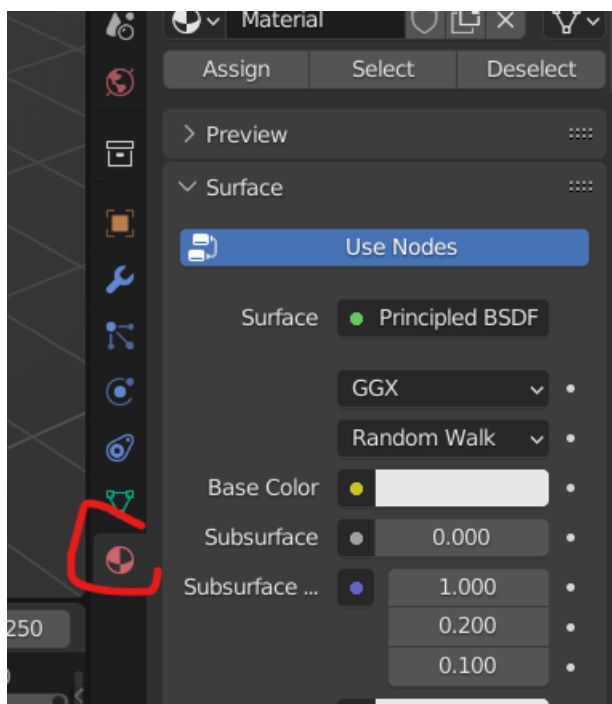 Material
Assign Select Deselect
Preview
Surface
Use Nodes
Surface Principled BSDF
GGX
Random Walk
Base Color
Subsurface 0.000
Subsurface ... 1.000
0.200
0.100
250